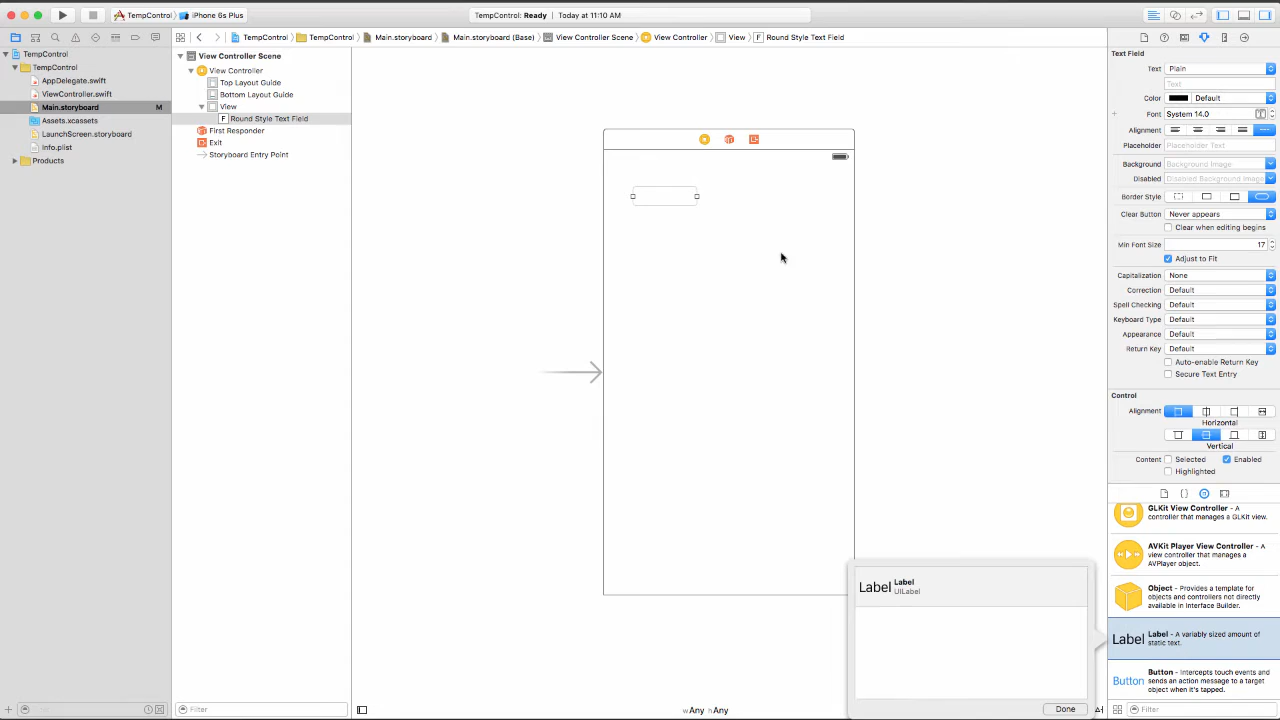 TempControl
iPhone 6s Plus
TempControl: Ready | Today at 11:10 AM
TempControl
TempControl
Main.storyboard
Main.storyboard (Base)
View Controller Scene
View Controller
View
F Round Style Text Field
TempControl
TempControl
AppDelegate.swift
ViewController.swift
Main.storyboard M
Assets.xcassets
LaunchScreen.storyboard
Info.plist
Products
View Controller Scene
View Controller
Top Layout Guide
Bottom Layout Guide
View
F Round Style Text Field
First Responder
Exit
Storyboard Entry Point
Text Field
Text Plain
Text
Color Default
Font System 14.0
Alignment
Placeholder Placeholder Text
Background Background Image
Disabled Disabled Background Image
Border Style
Clear Button Never appears
Clear when editing begins
Min Font Size 17
Adjust to Fit
Capitalization None
Correction Default
Spell Checking Default
Keyboard Type Default
Appearance Default
Return Key Default
Auto-enable Return Key
Secure Text Entry
Control
Alignment
Horizontal
Vertical
Content Selected Enabled
Highlighted
GLKit View Controller - A
controller that manages a GLKit view.
AVKit Player View Controller - A
view controller that manages a
AVPlayer object.
Object - Provides a template for
objects and controllers not directly
available in Interface Builder.
Label Label - A variably sized amount of
static text.
Button Button - Intercepts touch events and
sends an action message to a target
object when it's tapped.
Label Label
UILabel
Done
Filter
wAny hAny
Filter